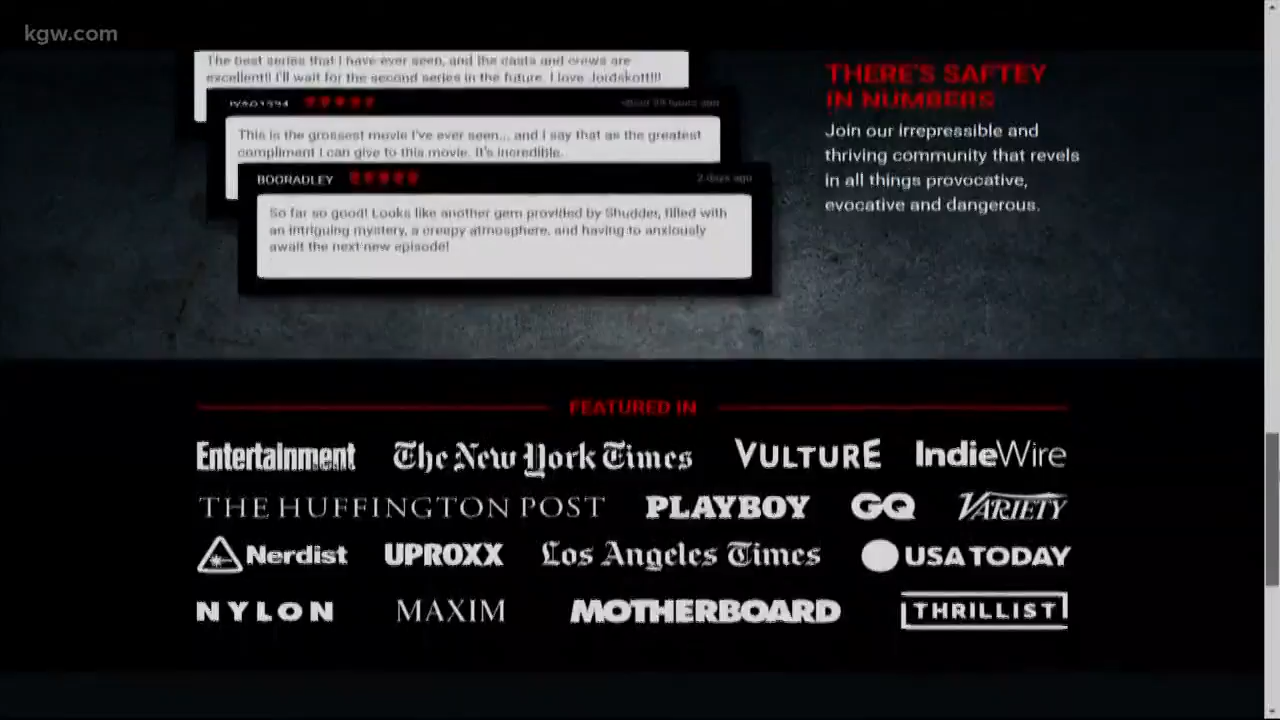 kgw.com
The best series that I have ever seen, and the casts and crews are
excellent!! I'll wait for the second series in the future. I love Jordskott!!!
This is the grossest movie I've ever seen... and I say that as the greatest
compliment I can give to this movie. It's incredible.
BOORADLEY 2 days ago
So far so good! Looks like another gem provided by Shudder, filled with
an intriguing mystery, a creepy atmosphere, and having to anxiously
await the next new episode!
THERE'S SAFTEY
IN NUMBERS
Join our irrepressible and
thriving community that revels
in all things provocative,
evocative and dangerous.
FEATURED IN
Entertainment The New York Times VULTURE IndieWire
THE HUFFINGTON POST PLAYBOY GQ VARIETY
Nerdist UPROXX Los Angeles Times USA TODAY
NYLON MAXIM MOTHERBOARD THRILLIST